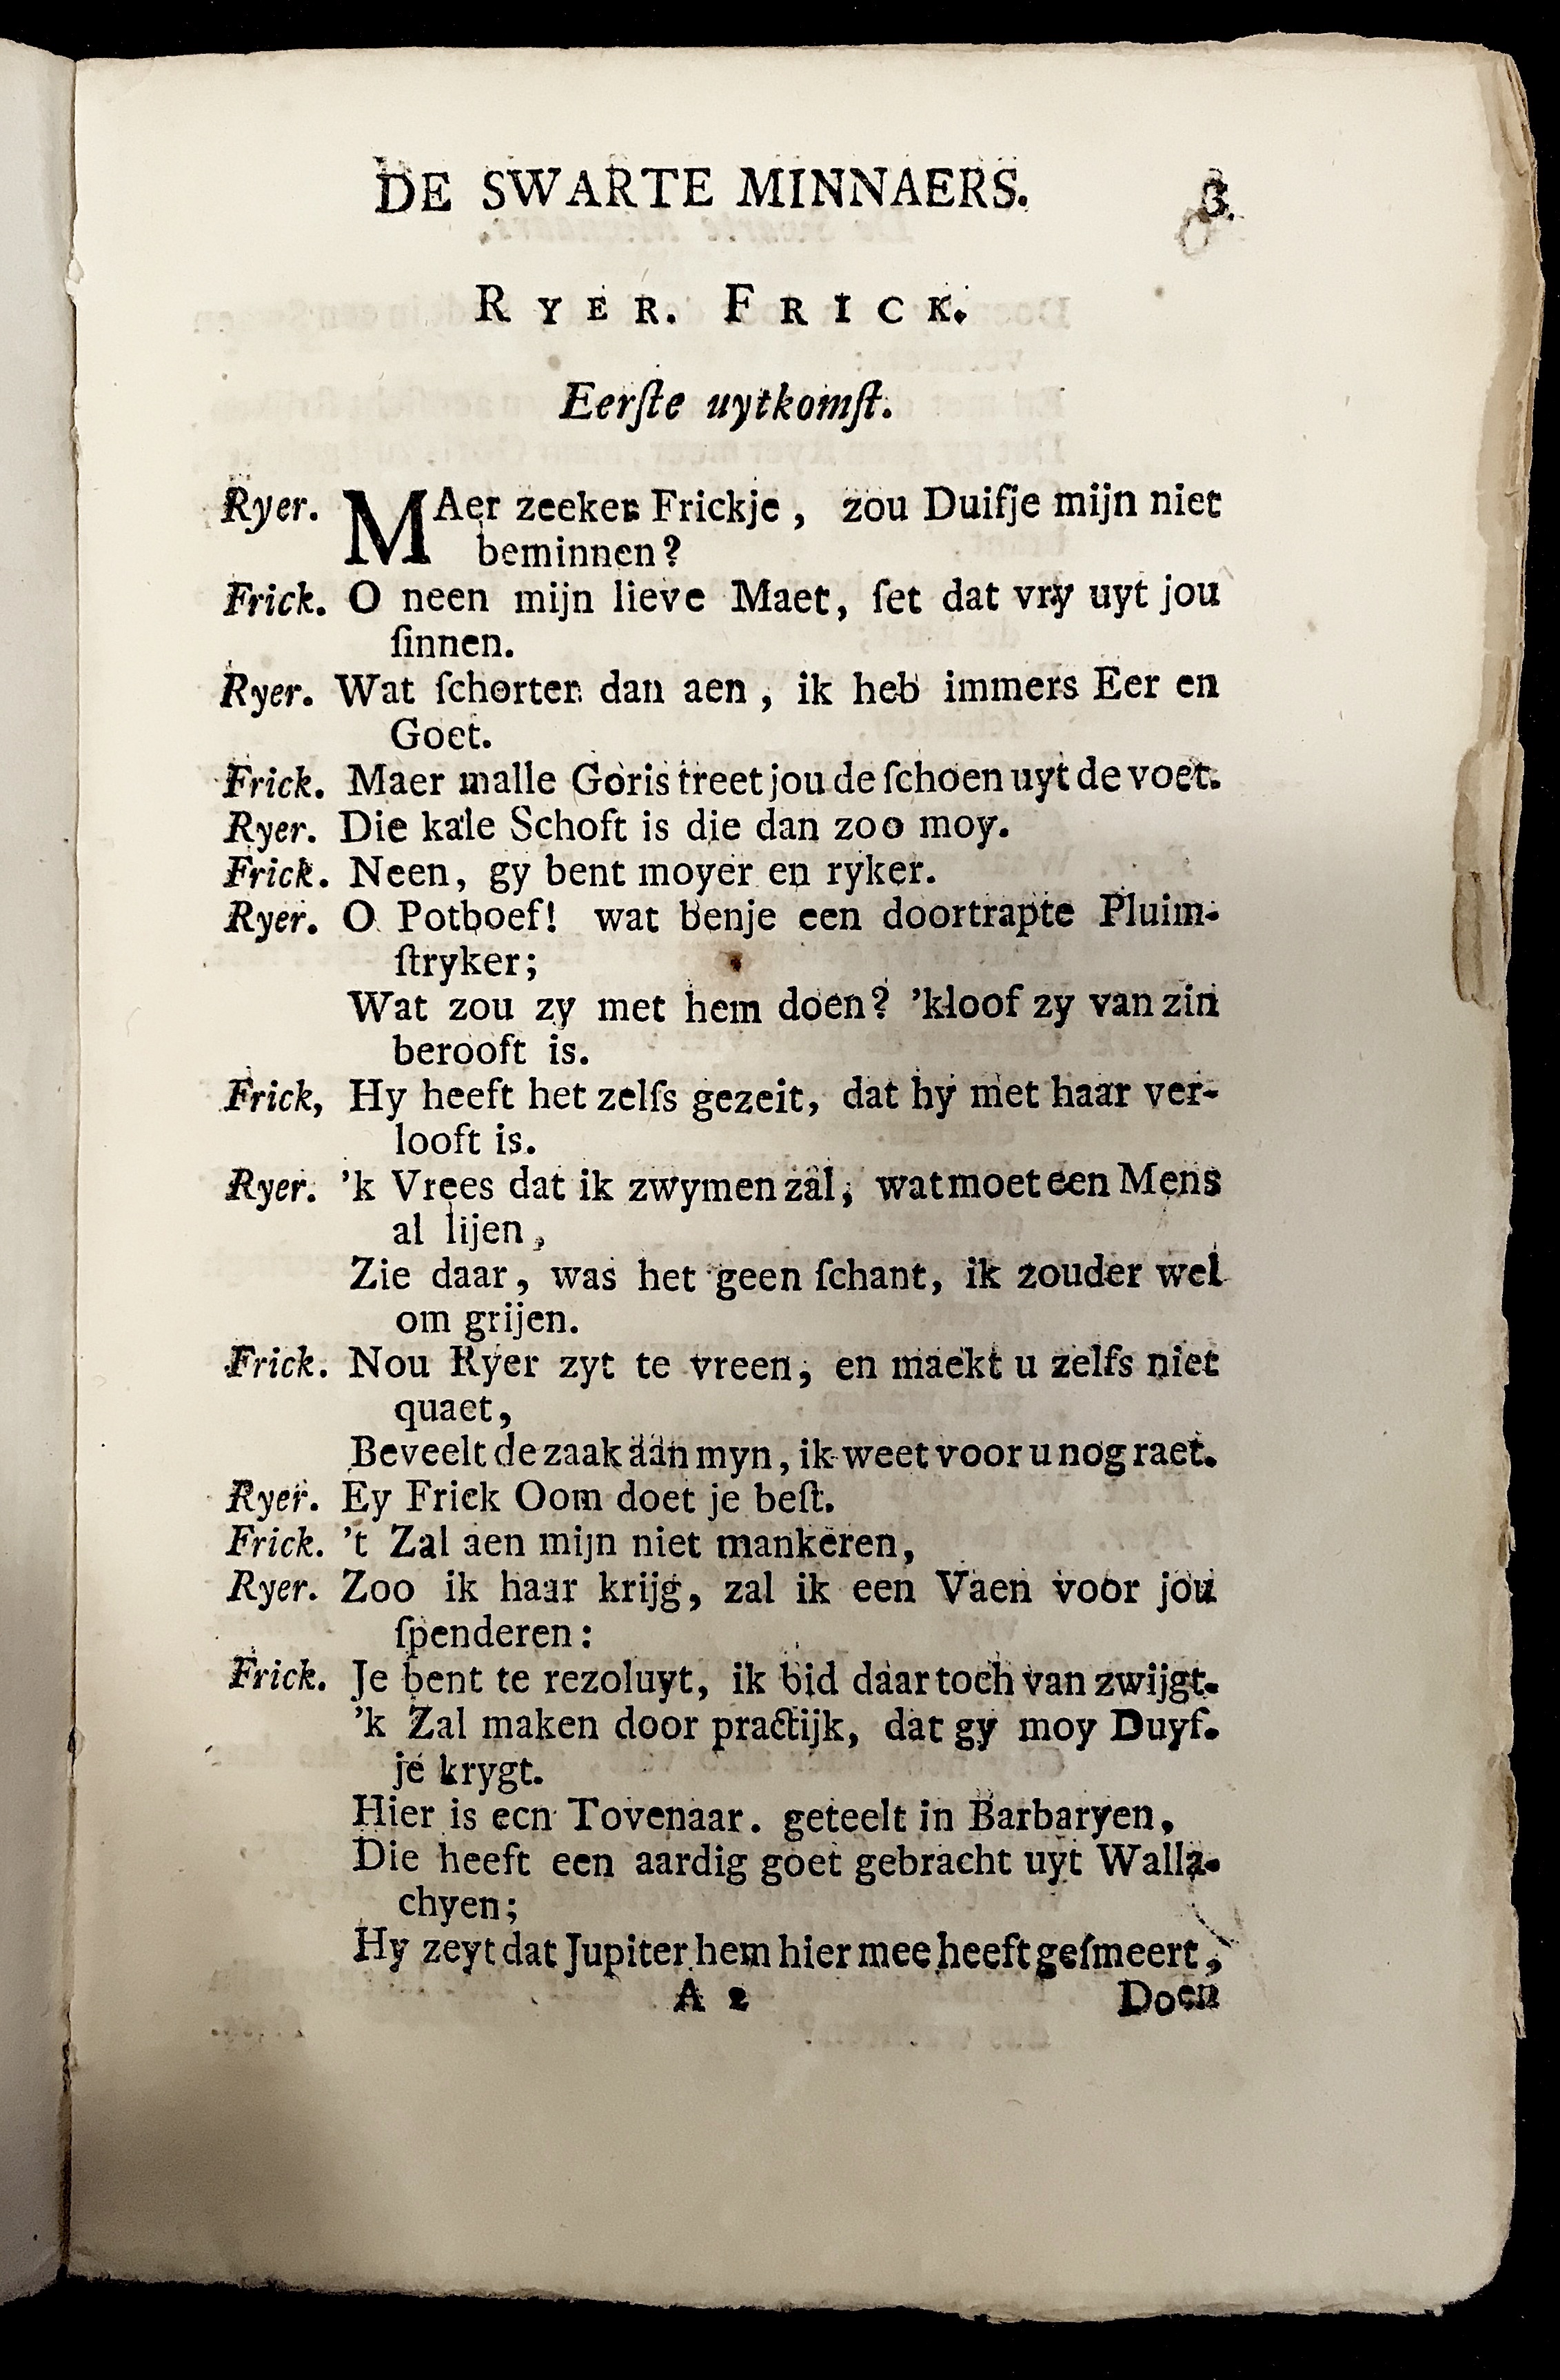 DE SWARTE MINNAERS. 3.
RYER. FRICK.
Eerſte uytkomſt.
Ryer. MAer zeeker Frickje, zou Duifje mijn niet
beminnen?
Frick. O neen mijn lieve Maet, ſet dat vry uyt jou
ſinnen.
Ryer. Wat ſchorter dan aen, ik heb immers Eer en
Goet.
Frick. Maer malle Goris treet jou de ſchoen uyt de voet.
Ryer. Die kale Schoft is die dan zoo moy.
Frick. Neen, gy bent moyer en ryker.
Ryer. O Potboef! wat benje een doortrapte Pluim-
ſtryker;
Wat zou zy met hem doen? 'kloof zy van zin
berooft is.
Frick, Hy heeft het zelfs gezeit, dat hy met haar ver-
looft is.
Ryer. 'k Vrees dat ik zwymen zal, wat moet een Mens
al lijen,
Zie daar, was het geen ſchant, ik zouder wel
om grijen.
Frick. Nou Ryer zyt te vreen, en maekt u zelfs niet
quaet,
Beveelt de zaak aan myn, ik weet voor u nog raet.
Ryer. Ey Frick Oom doet je beſt.
Frick. 't Zal aen mijn niet mankeren,
Ryer. Zoo ik haar krijg, zal ik een Vaen voor jou
ſpenderen:
Frick. Je bent te rezoluyt, ik bid daar toch van zwijgt.
'k Zal maken door practijk, dat gy moy Duyf-
je krygt.
Hier is een Tovenaar. geteelt in Barbaryen,
Die heeft een aardig goet gebracht uyt Walla-
chyen;
Hy zeyt dat Jupiter hem hier mee heeft geſmeert,
A 2 Doen